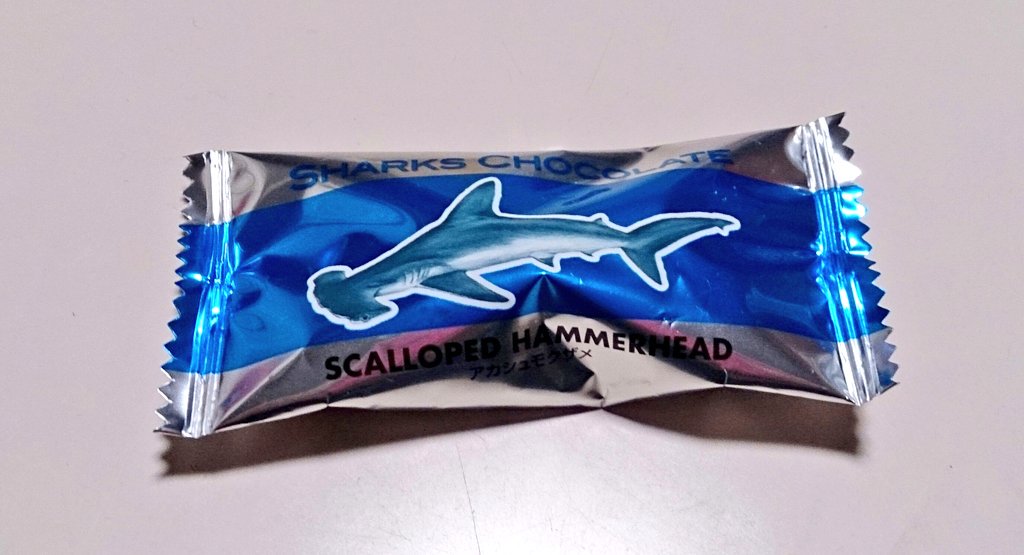 SHARKS CHOCOLATE
SCALLOPED HAMMERHEAD
アカシュモクザメ